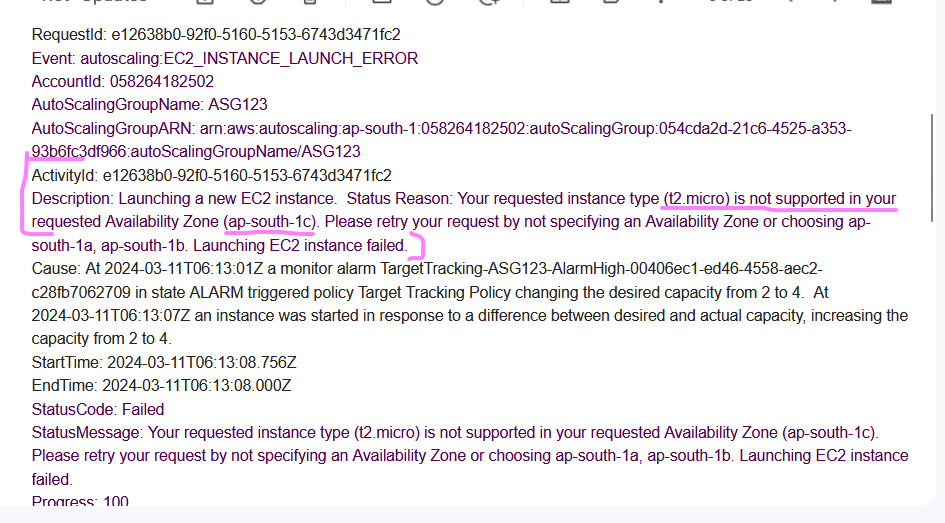 RequestId: e12638b0-92f0-5160-5153-6743d3471fc2
Event: autoscaling:EC2_INSTANCE_LAUNCH_ERROR
AccountId: 058264182502
AutoScalingGroupName: ASG123
AutoScalingGroupARN: arn:aws:autoscaling:ap-south-1:058264182502:autoScalingGroup:054cda2d-21c6-4525-a353-
93b6fc3df966:autoScalingGroupName/ASG123
ActivityId: e12638b0-92f0-5160-5153-6743d3471fc2
Description: Launching a new EC2 instance.  Status Reason: Your requested instance type (t2.micro) is not supported in your
requested Availability Zone (ap-south-1c). Please retry your request by not specifying an Availability Zone or choosing ap-
south-1a, ap-south-1b. Launching EC2 instance failed.
Cause: At 2024-03-11T06:13:01Z a monitor alarm TargetTracking-ASG123-AlarmHigh-00406ec1-ed46-4558-aec2-
c28fb7062709 in state ALARM triggered policy Target Tracking Policy changing the desired capacity from 2 to 4.  At
2024-03-11T06:13:07Z an instance was started in response to a difference between desired and actual capacity, increasing the
capacity from 2 to 4.
StartTime: 2024-03-11T06:13:08.756Z
EndTime: 2024-03-11T06:13:08.000Z
StatusCode: Failed
StatusMessage: Your requested instance type (t2.micro) is not supported in your requested Availability Zone (ap-south-1c).
Please retry your request by not specifying an Availability Zone or choosing ap-south-1a, ap-south-1b. Launching EC2 instance
failed.
Progress: 100